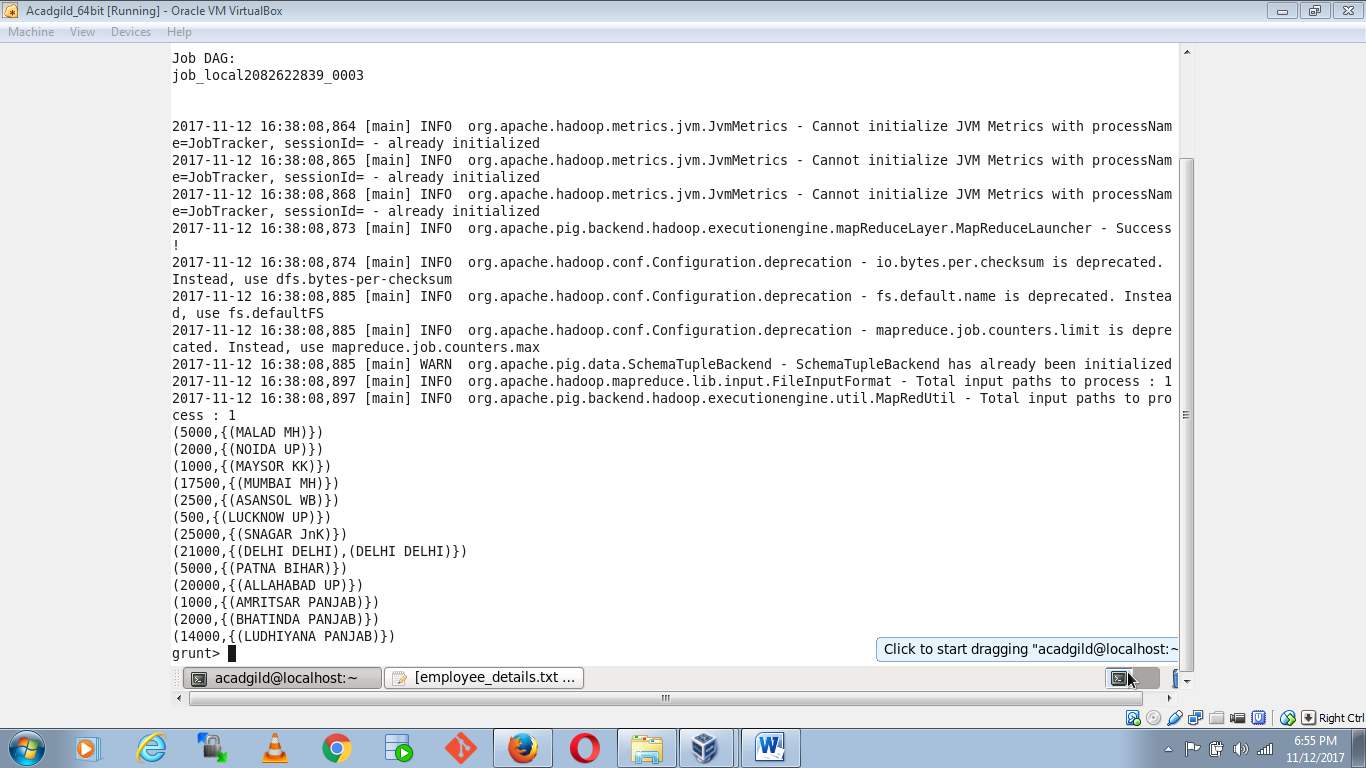 Acadgild_64bit [Running] - Oracle VM VirtualBox
Machine View Devices Help
Job DAG:
job_local2082622839_0003
2017-11-12 16:38:08,864 [main] INFO  org.apache.hadoop.metrics.jvm.JvmMetrics - Cannot initialize JVM Metrics with processNam
e=JobTracker, sessionId= - already initialized
2017-11-12 16:38:08,865 [main] INFO  org.apache.hadoop.metrics.jvm.JvmMetrics - Cannot initialize JVM Metrics with processNam
e=JobTracker, sessionId= - already initialized
2017-11-12 16:38:08,868 [main] INFO  org.apache.hadoop.metrics.jvm.JvmMetrics - Cannot initialize JVM Metrics with processNam
e=JobTracker, sessionId= - already initialized
2017-11-12 16:38:08,873 [main] INFO  org.apache.pig.backend.hadoop.executionengine.mapReduceLayer.MapReduceLauncher - Success
!
2017-11-12 16:38:08,874 [main] INFO  org.apache.hadoop.conf.Configuration.deprecation - io.bytes.per.checksum is deprecated.
Instead, use dfs.bytes-per-checksum
2017-11-12 16:38:08,885 [main] INFO  org.apache.hadoop.conf.Configuration.deprecation - fs.default.name is deprecated. Instea
d, use fs.defaultFS
2017-11-12 16:38:08,885 [main] INFO  org.apache.hadoop.conf.Configuration.deprecation - mapreduce.job.counters.limit is depre
cated. Instead, use mapreduce.job.counters.max
2017-11-12 16:38:08,885 [main] WARN  org.apache.pig.data.SchemaTupleBackend - SchemaTupleBackend has already been initialized
2017-11-12 16:38:08,897 [main] INFO  org.apache.hadoop.mapreduce.lib.input.FileInputFormat - Total input paths to process : 1
2017-11-12 16:38:08,897 [main] INFO  org.apache.pig.backend.hadoop.executionengine.util.MapRedUtil - Total input paths to pro
cess : 1
(5000,{(MALAD MH)})
(2000,{(NOIDA UP)})
(1000,{(MAYSOR KK)})
(17500,{(MUMBAI MH)})
(2500,{(ASANSOL WB)})
(500,{(LUCKNOW UP)})
(25000,{(SNAGAR JnK)})
(21000,{(DELHI DELHI),(DELHI DELHI)})
(5000,{(PATNA BIHAR)})
(20000,{(ALLAHABAD UP)})
(1000,{(AMRITSAR PANJAB)})
(2000,{(BHATINDA PANJAB)})
(14000,{(LUDHIYANA PANJAB)})
grunt>
Click to start dragging "acadgild@localhost:~
acadgild@localhost:~ [employee_details.txt ...
Right Ctrl
6:55 PM
11/12/2017